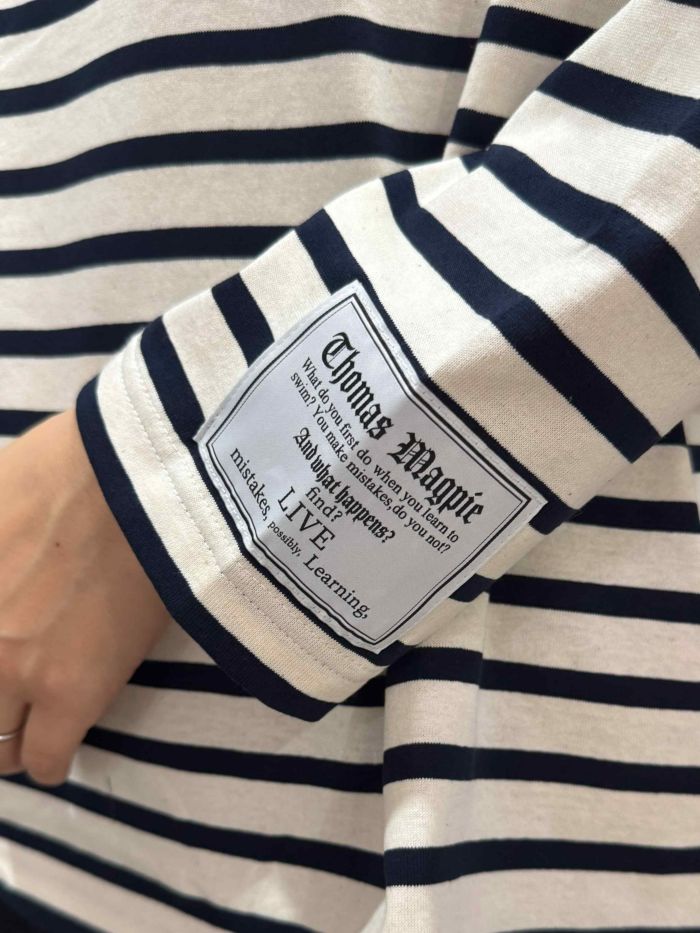 Thomas Magpie
What do you first do when you learn to
swim? You make mistakes, do you not?
And what happens?
find?
LIVE
mistakes, possibly, Learning,